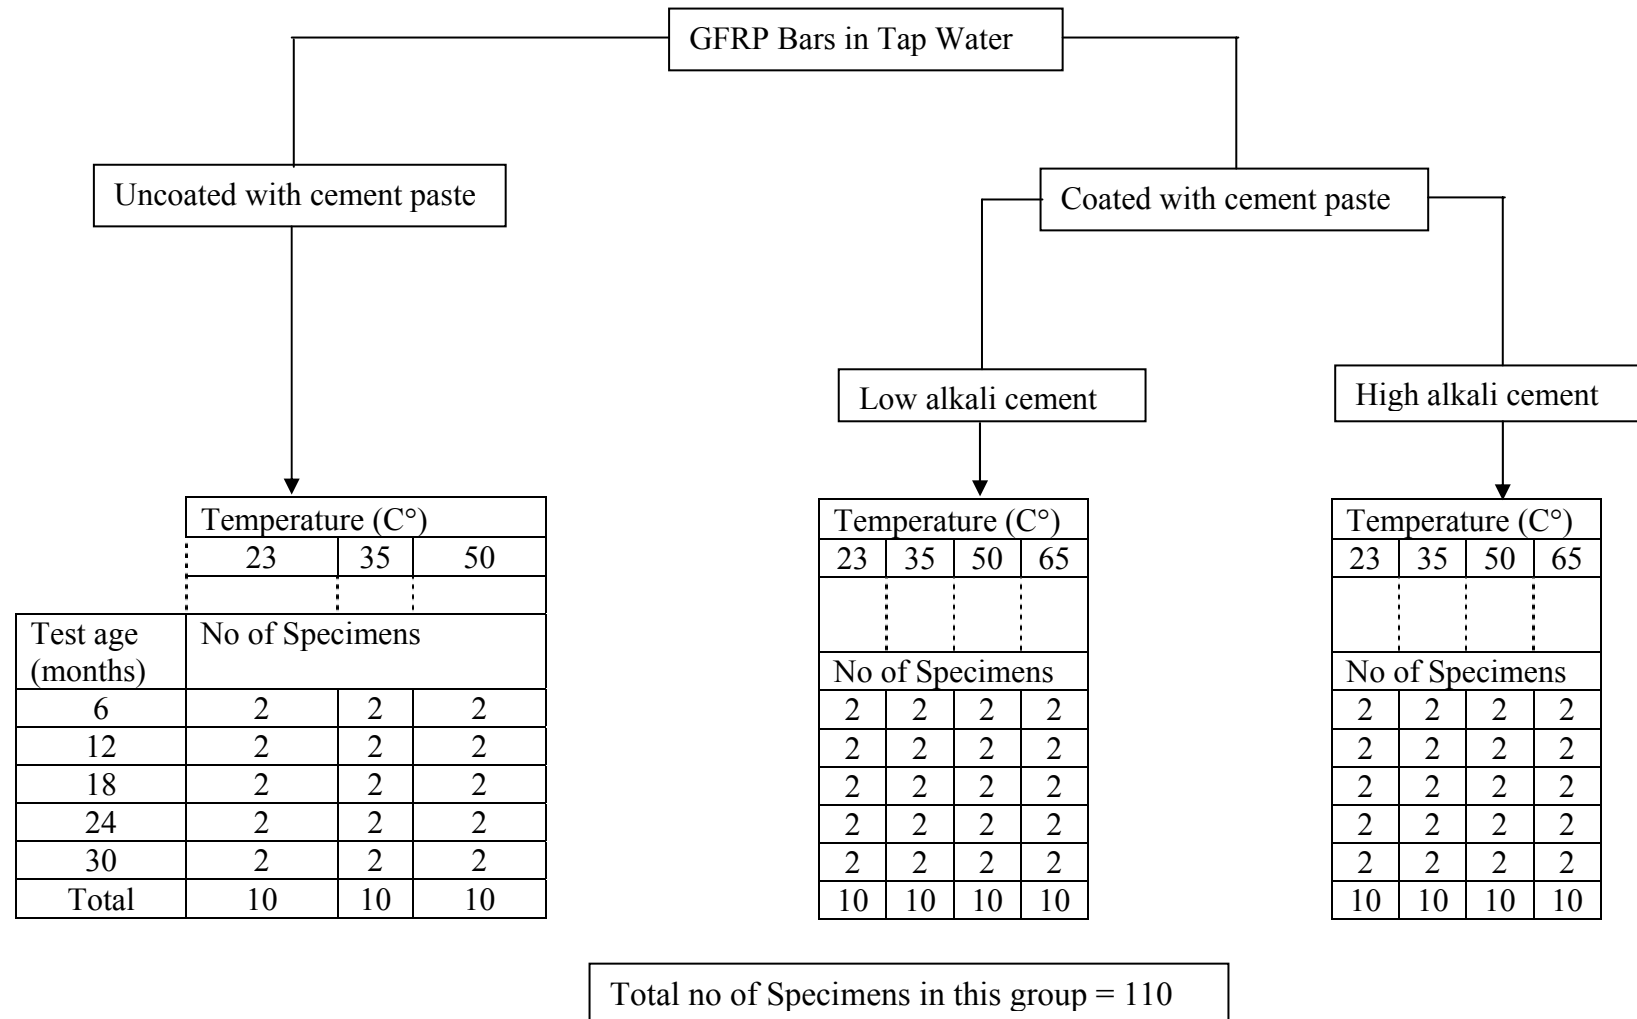 GFRP Bars in Tap Water
Uncoated with cement paste
Coated with cement paste
Low alkali cement
High alkali cement
Temperature (C°)
23 35 50
Test age (months) No of Specimens
6 2 2 2
12 2 2 2
18 2 2 2
24 2 2 2
30 2 2 2
Total 10 10 10
Temperature (C°)
23 35 50 65
No of Specimens
2 2 2 2
2 2 2 2
2 2 2 2
2 2 2 2
2 2 2 2
10 10 10 10
Temperature (C°)
23 35 50 65
No of Specimens
2 2 2 2
2 2 2 2
2 2 2 2
2 2 2 2
2 2 2 2
10 10 10 10
Total no of Specimens in this group = 110